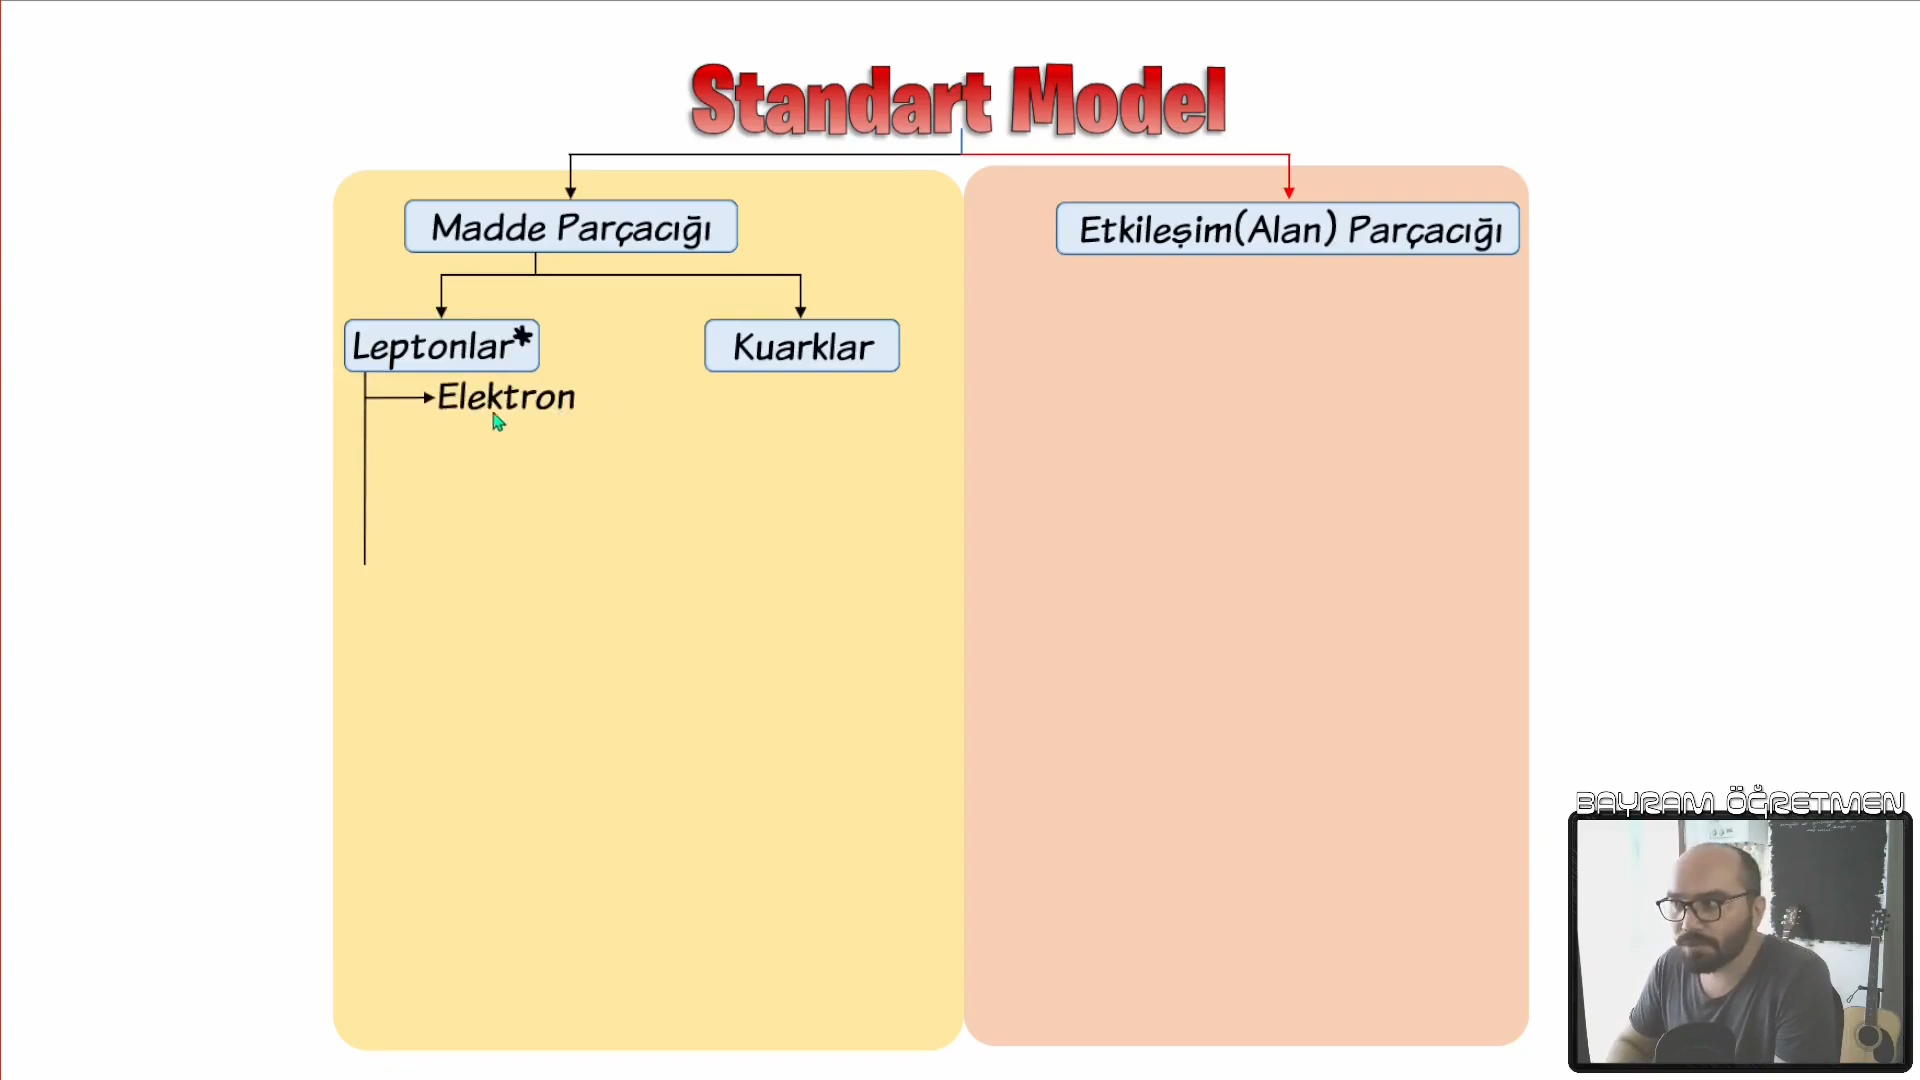 Standart Model
Madde Parçacığı
Etkileşim(Alan) Parçacığı
Leptonlar*
Kuarklar
Elektron
BAYRAM ÖĞRETMEN